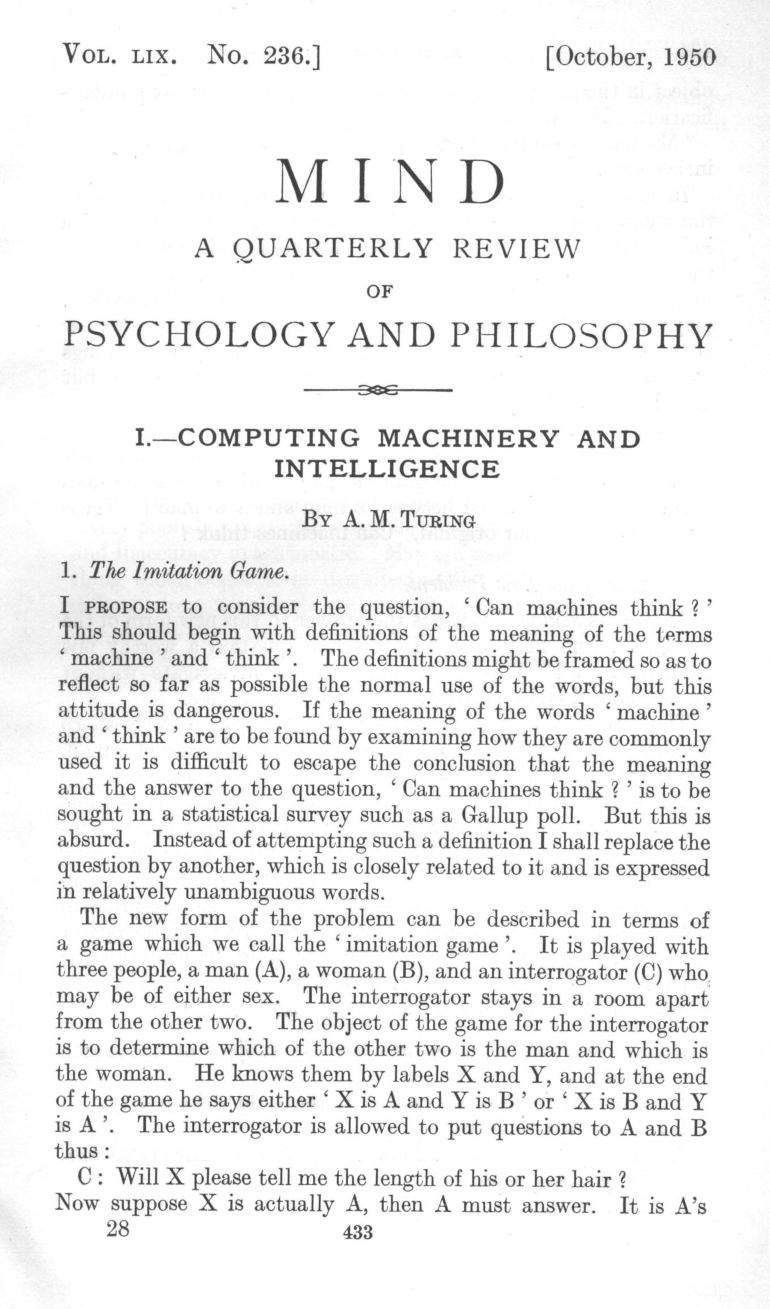 VOL. LIX. No. 236.] [October, 1950
MIND
A QUARTERLY REVIEW
OF
PSYCHOLOGY AND PHILOSOPHY
I.—COMPUTING MACHINERY AND
INTELLIGENCE
BY A. M. TURING
1. The Imitation Game.
I PROPOSE to consider the question, ‘ Can machines think ? ’
This should begin with definitions of the meaning of the terms
‘ machine ’ and ‘ think ’. The definitions might be framed so as to
reflect so far as possible the normal use of the words, but this
attitude is dangerous. If the meaning of the words ‘ machine ’
and ‘ think ’ are to be found by examining how they are commonly
used it is difficult to escape the conclusion that the meaning
and the answer to the question, ‘ Can machines think ? ’ is to be
sought in a statistical survey such as a Gallup poll. But this is
absurd. Instead of attempting such a definition I shall replace the
question by another, which is closely related to it and is expressed
in relatively unambiguous words.
The new form of the problem can be described in terms of
a game which we call the ‘ imitation game ’. It is played with
three people, a man (A), a woman (B), and an interrogator (C) who
may be of either sex. The interrogator stays in a room apart
from the other two. The object of the game for the interrogator
is to determine which of the other two is the man and which is
the woman. He knows them by labels X and Y, and at the end
of the game he says either ‘ X is A and Y is B ’ or ‘ X is B and Y
is A ’. The interrogator is allowed to put questions to A and B
thus :
C : Will X please tell me the length of his or her hair ?
Now suppose X is actually A, then A must answer. It is A’s
28 433